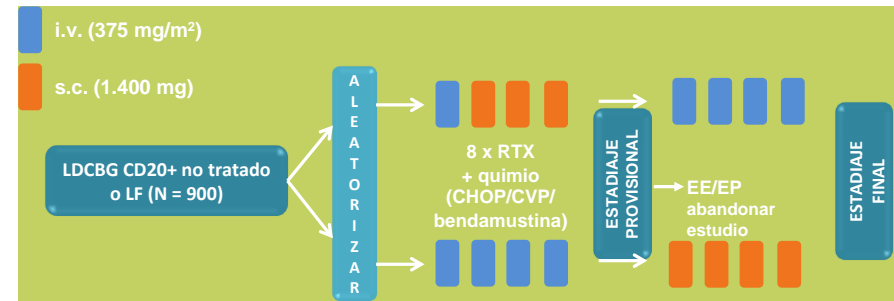 i.v. (375 mg/m²)
s.c. (1.400 mg)
LDCBG CD20+ no tratado
o LF (N = 900)
A
L
E
A
T
O
R
I
Z
A
R
8 x RTX
+ quimio
(CHOP/CVP/
bendamustina)
ESTADIAJE
PROVISIONAL
EE/EP
abandonar
estudio
ESTADIAJE
FINAL